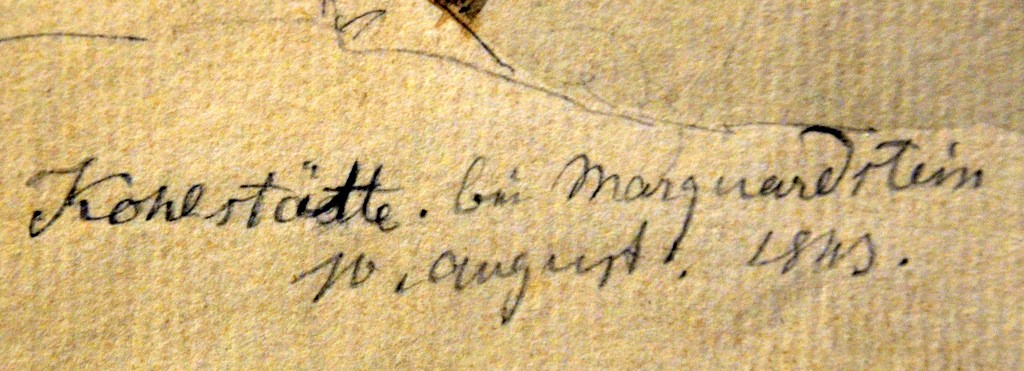 Kohlstätte. bei Marquardstein
10. august. 1843.